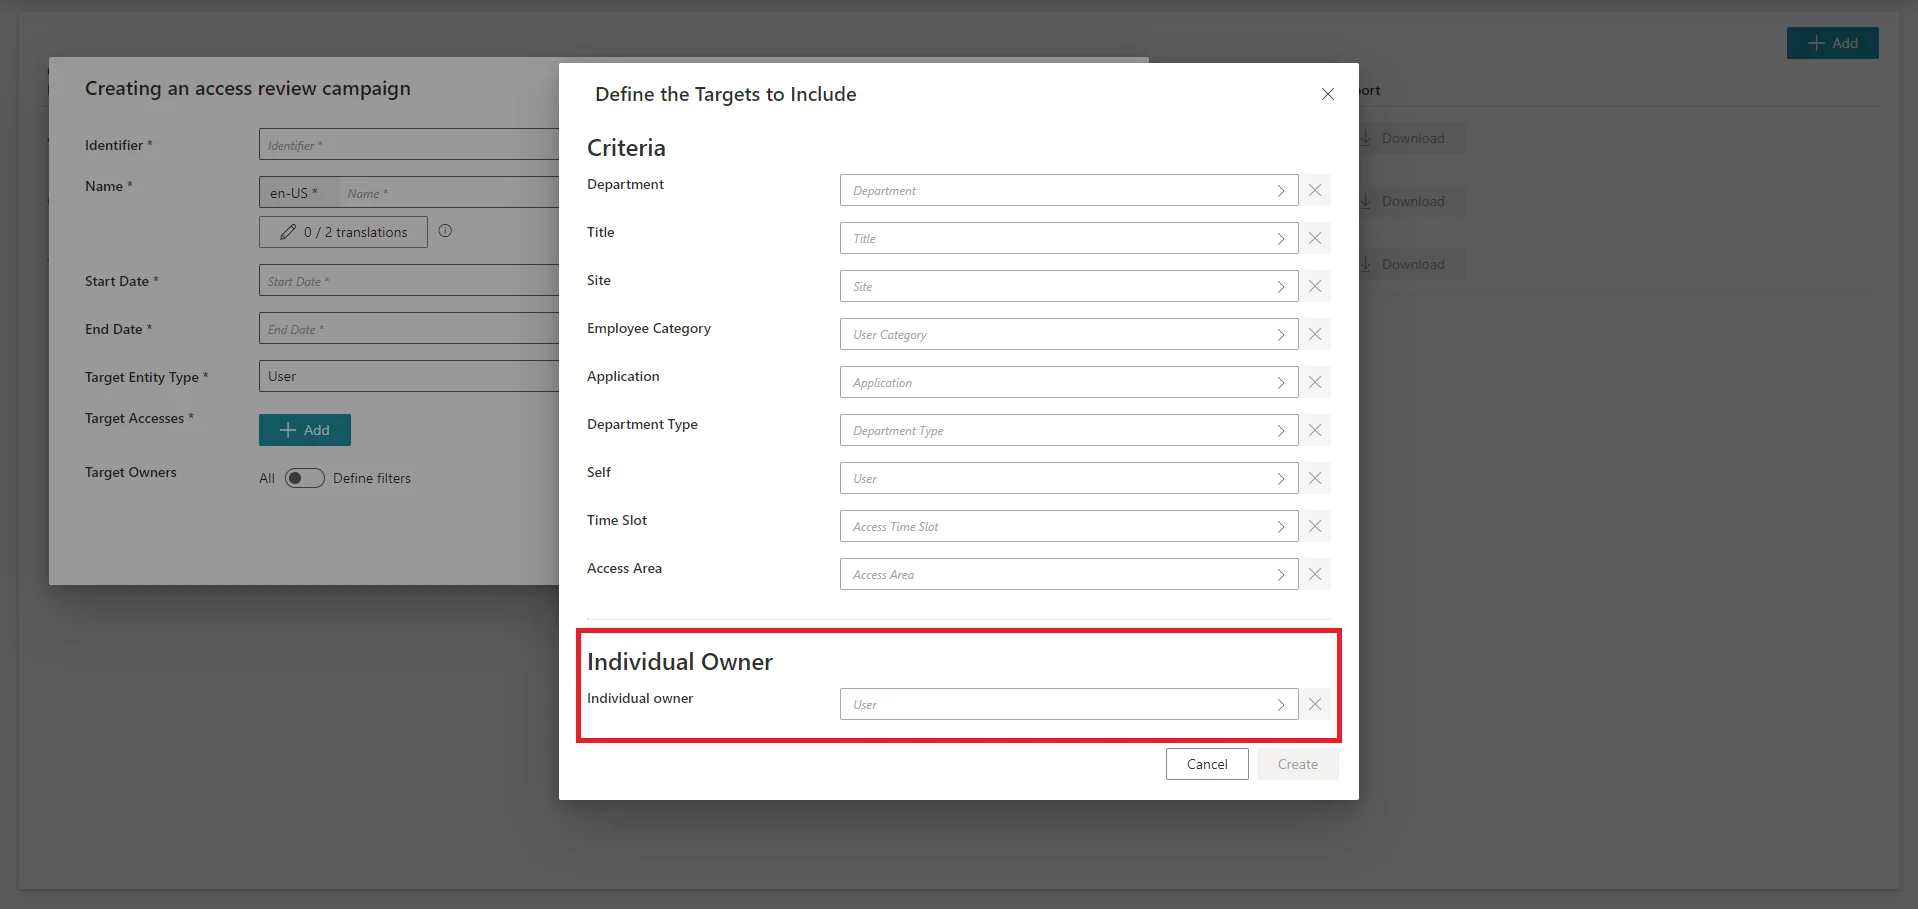 Add
Creating an access review campaign
Identifier *
Identifier *
Name *
en-US *
Name *
0 / 2 translations
Start Date *
Start Date *
End Date *
End Date *
Target Entity Type *
User
Target Accesses *
Add
Target Owners
All
Define filters
Define the Targets to Include
Criteria
Department
Department
Title
Title
Site
Site
Employee Category
User Category
Application
Application
Department Type
Department Type
Self
User
Time Slot
Access Time Slot
Access Area
Access Area
Individual Owner
Individual owner
User
Cancel
Create
ort
Download
Download
Download